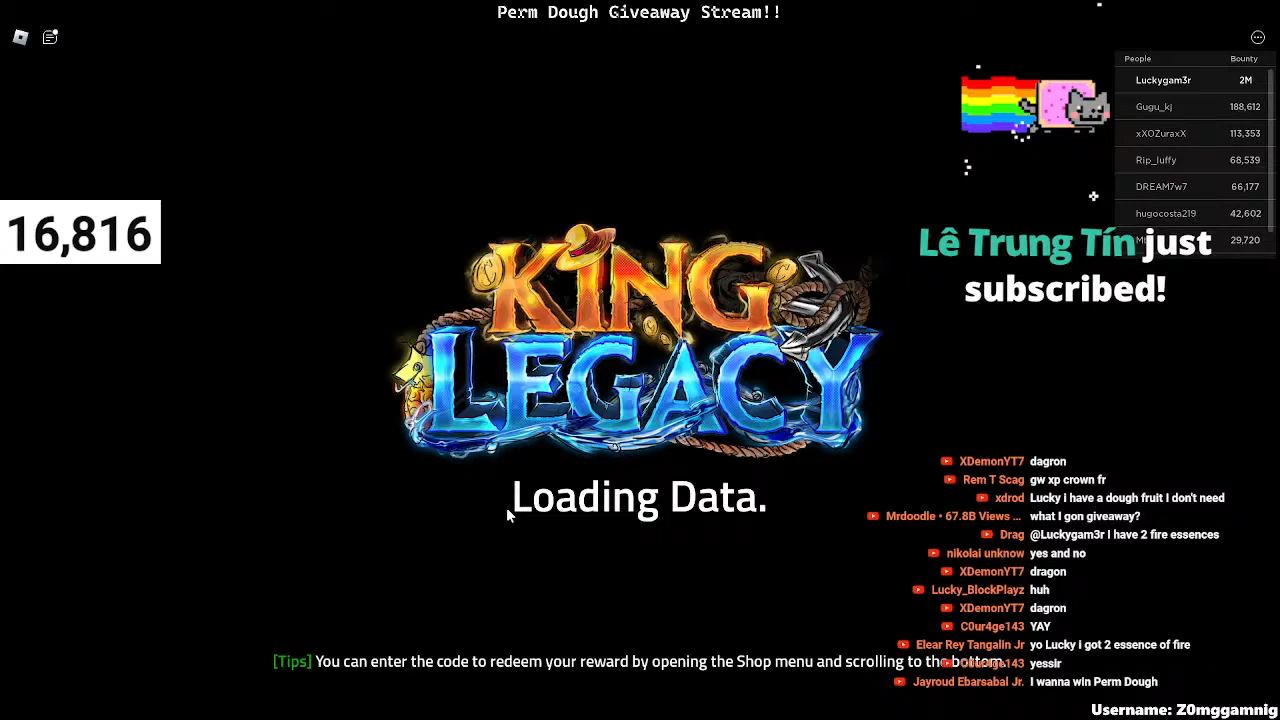 Perm Dough Giveaway Stream!!
People Bounty
Luckygam3r 2M
Gugu_kj 188,612
xXOZuraxX 113,353
Rip_luffy 68,539
DREAM7w7 66,177
hugocosta219 42,602
29,720
16,816
Lê Trung Tín just
subscribed!
KING
LEGACY
Loading Data.
XDemonYT7 dagron
Rem T Scag gw xp crown fr
xdrod Lucky i have a dough fruit I don't need
Mrdoodle • 67.8B Views ... what I gon giveaway?
Drag @Luckygam3r I have 2 fire essences
nikolai unknow yes and no
XDemonYT7 dragon
Lucky_BlockPlayz huh
XDemonYT7 dagron
C0ur4ge143 YAY
Elear Rey Tangalin Jr yo Lucky i got 2 essence of fire
C0ur4ge143 yessir
Jayroud Ebarsabal Jr. I wanna win Perm Dough
[Tips] You can enter the code to redeem your reward by opening the Shop menu and scrolling to the bottom.
Username: Z0mggamnig